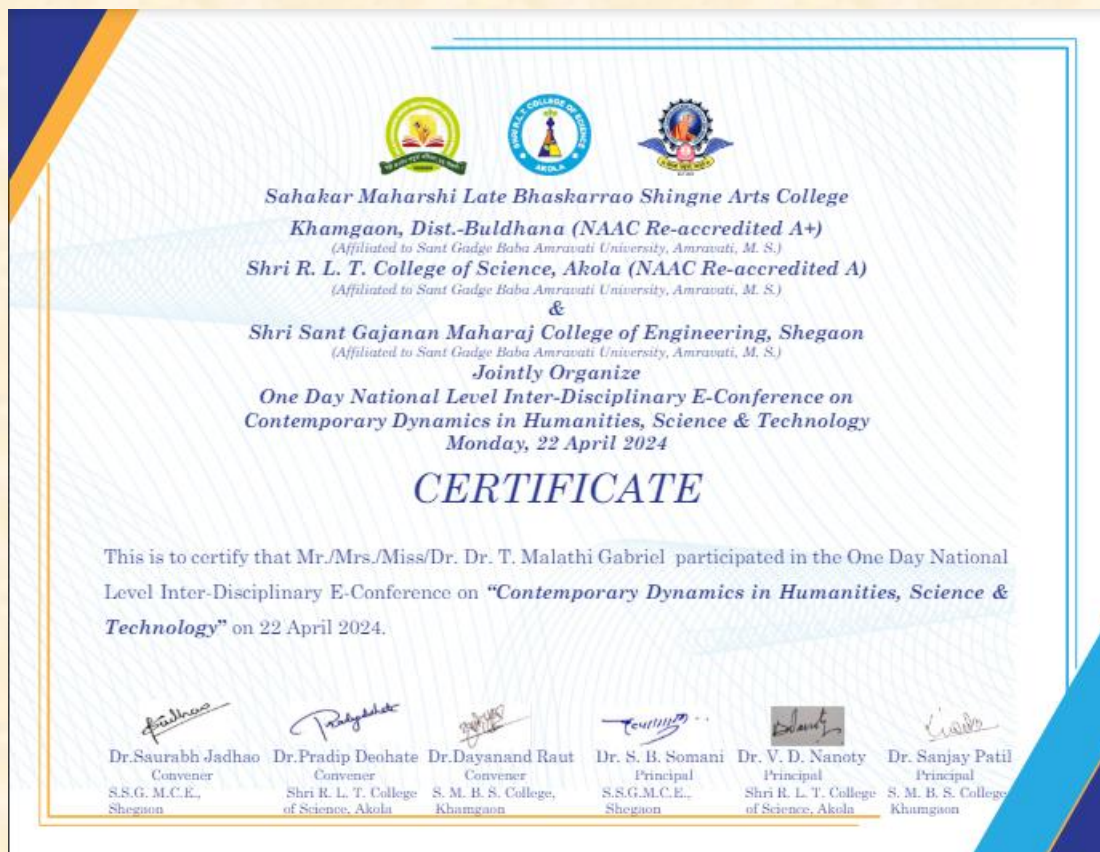 SHRI R.L.T. COLLEGE OF SCIENCE
AKOLA
Sahakar Maharshi Late Bhaskarrao Shingne Arts College
Khamgaon, Dist.-Buldhana (NAAC Re-accredited A+)
(Affiliated to Sant Gadge Baba Amravati University, Amravati, M. S.)
Shri R. L. T. College of Science, Akola (NAAC Re-accredited A)
(Affiliated to Sant Gadge Baba Amravati University, Amravati, M. S.)
&
Shri Sant Gajanan Maharaj College of Engineering, Shegaon
(Affiliated to Sant Gadge Baba Amravati University, Amravati, M. S.)
Jointly Organize
One Day National Level Inter-Disciplinary E-Conference on
Contemporary Dynamics in Humanities, Science & Technology
Monday, 22 April 2024
CERTIFICATE
This is to certify that Mr./Mrs./Miss/Dr. Dr. T. Malathi Gabriel participated in the One Day National
Level Inter-Disciplinary E-Conference on “Contemporary Dynamics in Humanities, Science &
Technology” on 22 April 2024.
Dr.Saurabh Jadhao Dr.Pradip Deohate Dr.Dayanand Raut Dr. S. B. Somani Dr. V. D. Nanoty Dr. Sanjay Patil
Convener Convener Convener Principal Principal Principal
S.S.G. M.C.E., Shri R. L. T. College S. M. B. S. College, S.S.G.M.C.E., Shri R. L. T. College S. M. B. S. College
Shegaon of Science, Akola Khamgaon Shegaon of Science, Akola Khamgaon